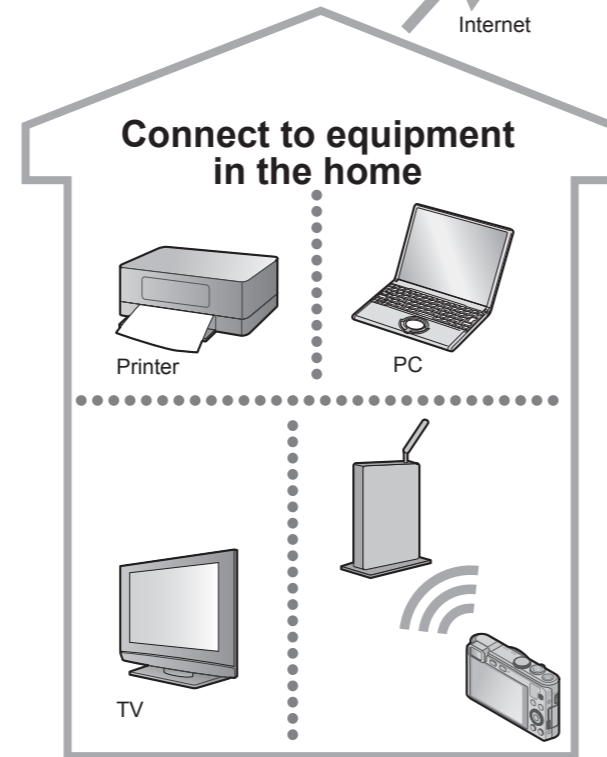 Internet
Connect to equipment
in the home
Printer
PC
TV